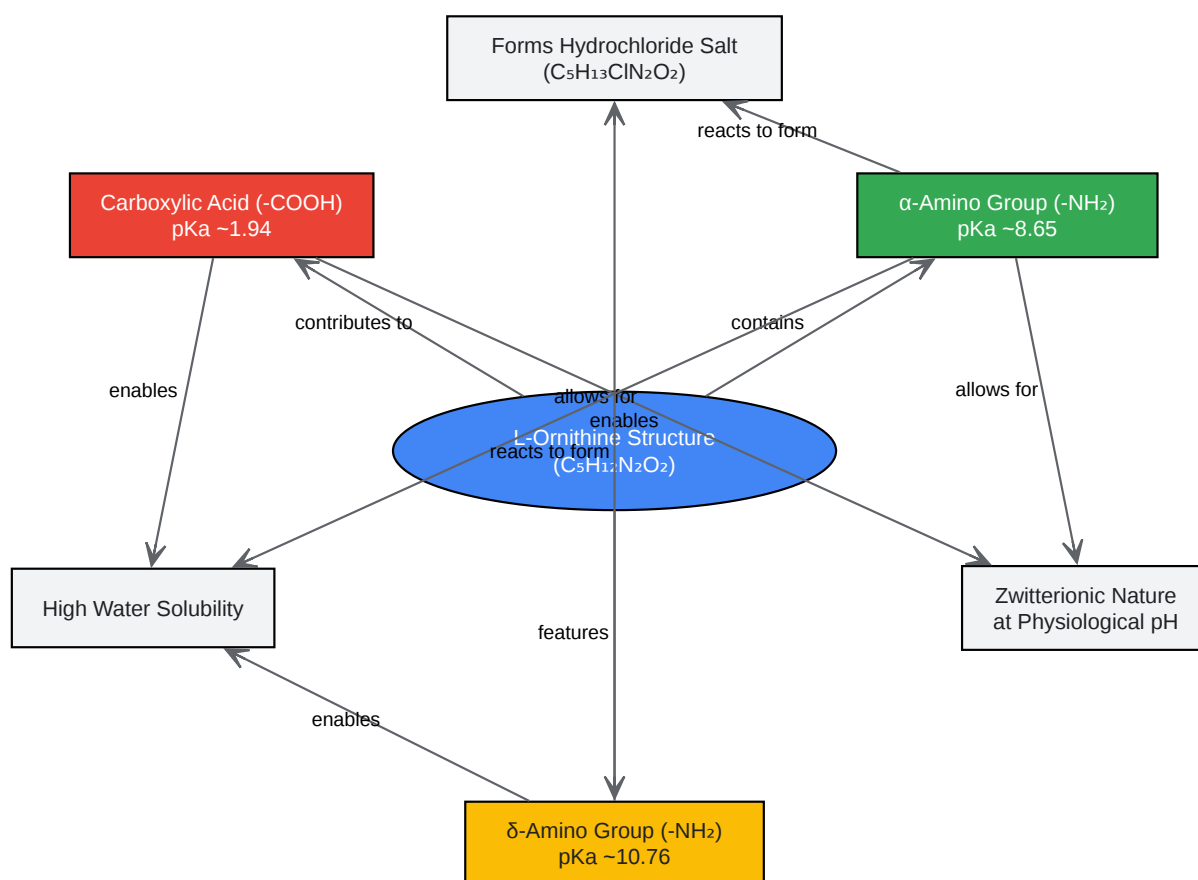 Forms Hydrochloride Salt
(C₅H₁₃ClN₂O₂)
reacts to form
Carboxylic Acid (-COOH)
pKa ~1.94
α-Amino Group (-NH₂)
pKa ~8.65
contributes to
contains
enables
allows for
allows for
enables
L-Ornithine Structure
reacts to form
(C₅H₁₂N₂O₂)
High Water Solubility
Zwitterionic Nature
at Physiological pH
features
enables
δ-Amino Group (-NH₂)
pKa ~10.76